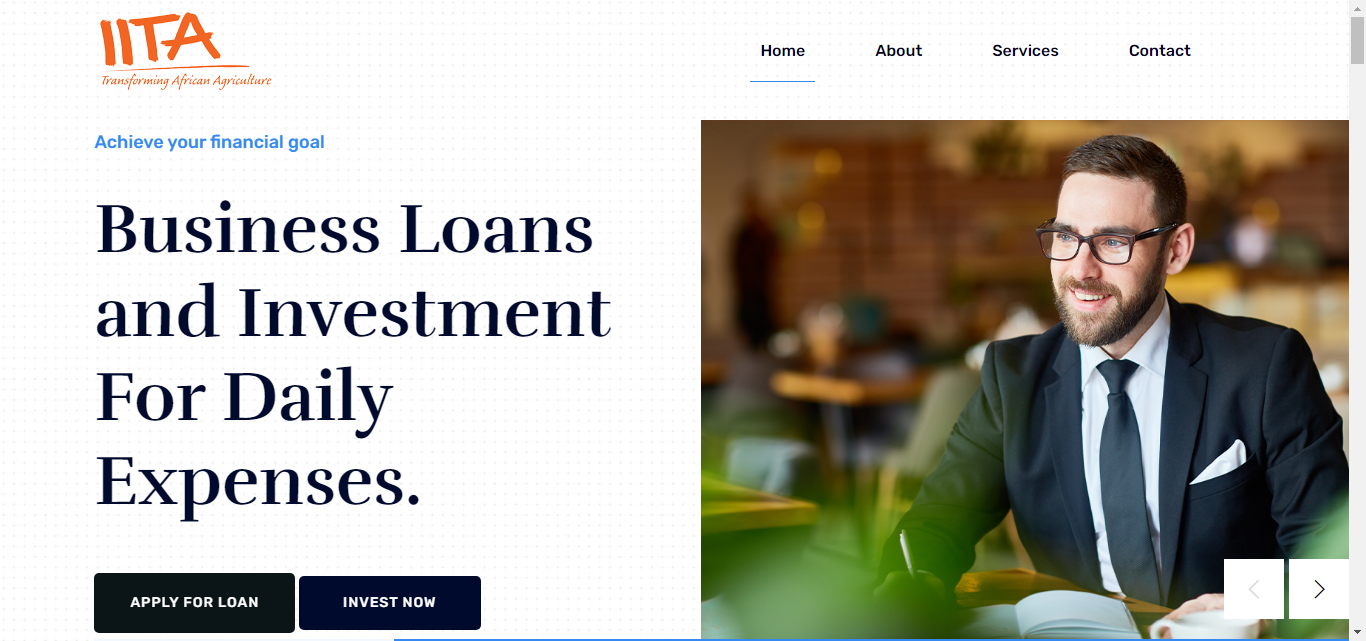 IITA
Transforming African Agriculture
Home
About
Services
Contact
Achieve your financial goal
Business Loans
and Investment
For Daily
Expenses.
APPLY FOR LOAN
INVEST NOW